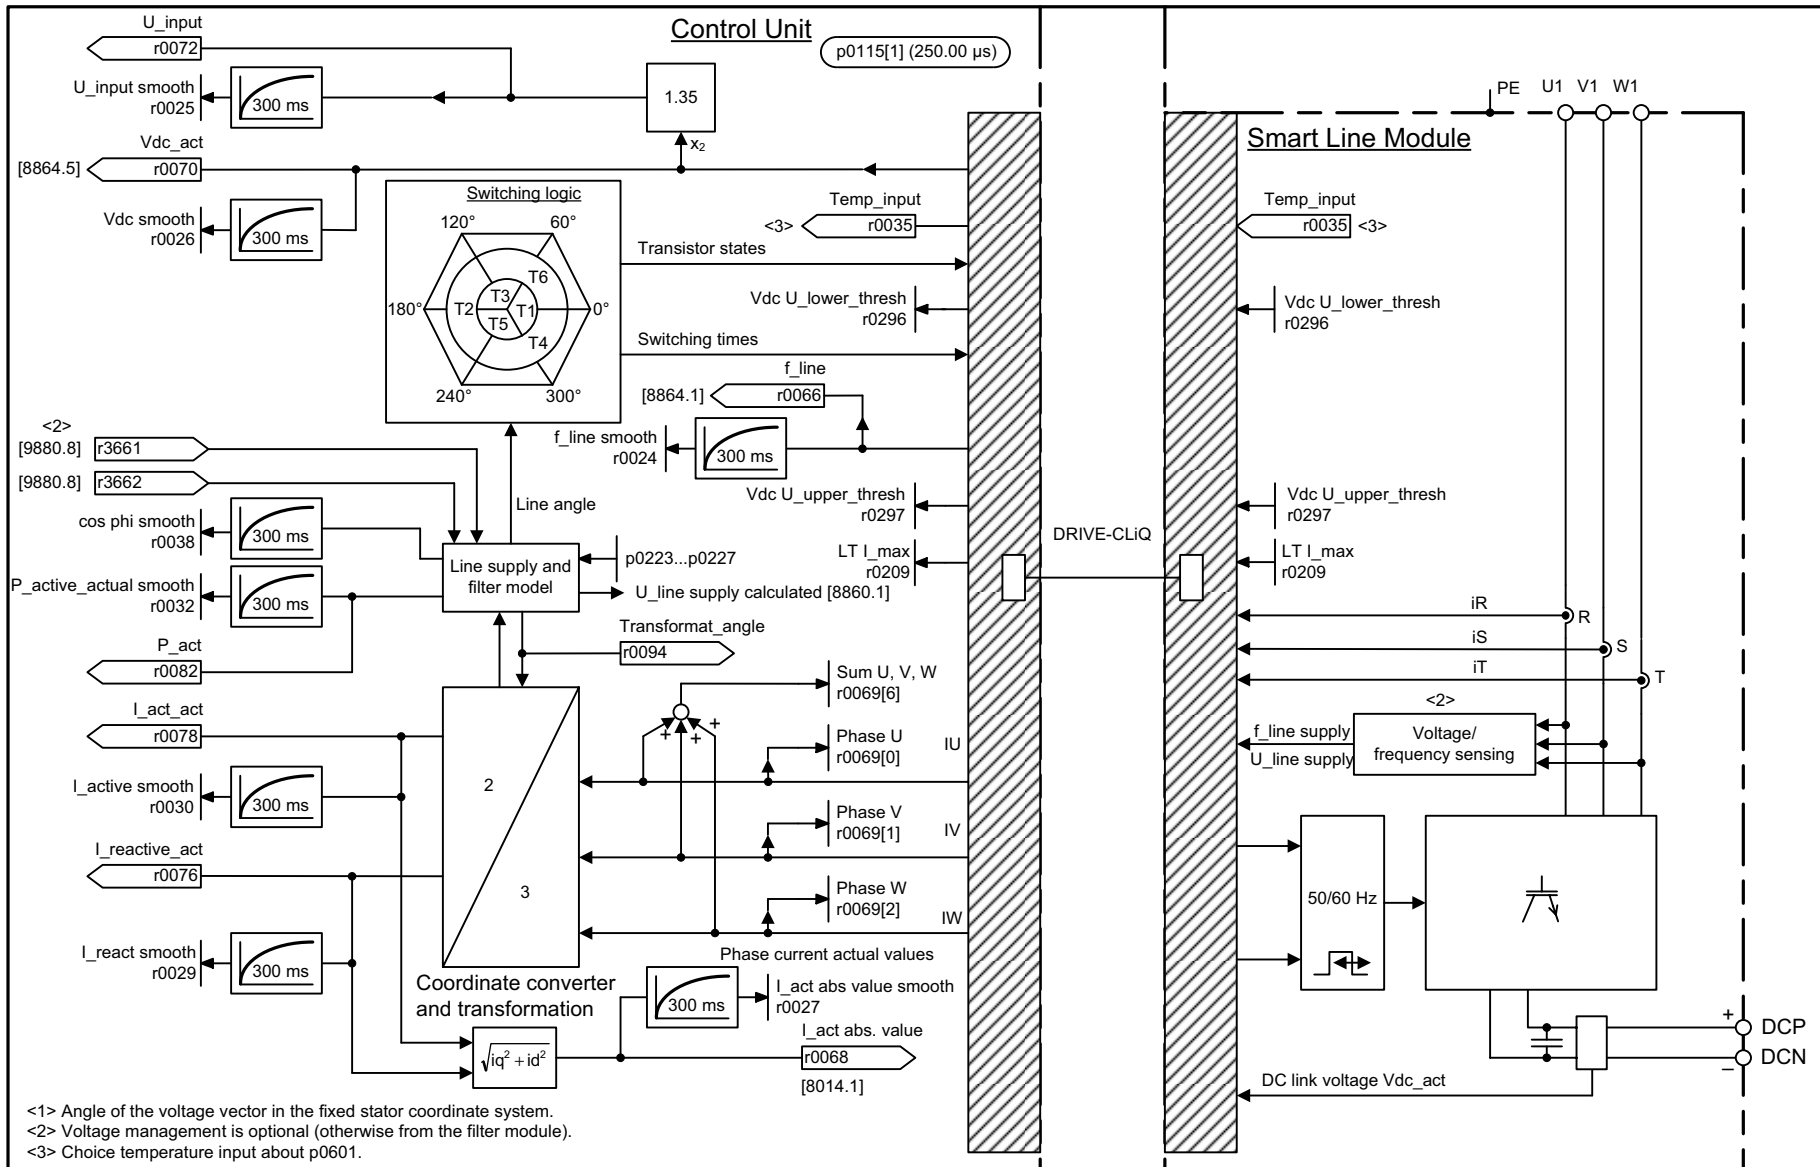 Control Unit
p0115[1] (250.00 µs)
U_input
r0072
U_input smooth
r0025
300 ms
1.35
x2
Vdc_act
[8864.5]
r0070
Vdc smooth
r0026
300 ms
Switching logic
120°
60°
180°
0°
240°
300°
T6
T3
T2
T1
T5
T4
Transistor states
Switching times
Temp_input
<3>
r0035
Vdc U_lower_thresh
r0296
f_line
[8864.1]
r0066
f_line smooth
r0024
300 ms
Vdc U_upper_thresh
r0297
LT I_max
r0209
<2>
[9880.8]
r3661
[9880.8]
r3662
Line angle
cos phi smooth
r0038
300 ms
Line supply and
filter model
p0223...p0227
U_line supply calculated [8860.1]
P_active_actual smooth
r0032
300 ms
P_act
r0082
Transformat_angle
r0094
I_act_act
r0078
I_active smooth
r0030
300 ms
I_reactive_act
r0076
I_react smooth
r0029
300 ms
2
3
Coordinate converter
and transformation
Sum U, V, W
r0069[6]
+
+
+
Phase U
r0069[0]
IU
Phase V
r0069[1]
IV
Phase W
r0069[2]
IW
Phase current actual values
300 ms
I_act abs value smooth
r0027
√iq² + id²
I_act abs. value
r0068
[8014.1]
DRIVE-CLiQ
Smart Line Module
PE
U1
V1
W1
Temp_input
r0035
<3>
Vdc U_lower_thresh
r0296
Vdc U_upper_thresh
r0297
LT I_max
r0209
iR
R
iS
S
iT
T
<2>
f_line supply
U_line supply
Voltage/
frequency sensing
50/60 Hz
+
DCP
DCN
–
DC link voltage Vdc_act
<1> Angle of the voltage vector in the fixed stator coordinate system.
<2> Voltage management is optional (otherwise from the filter module).
<3> Choice temperature input about p0601.